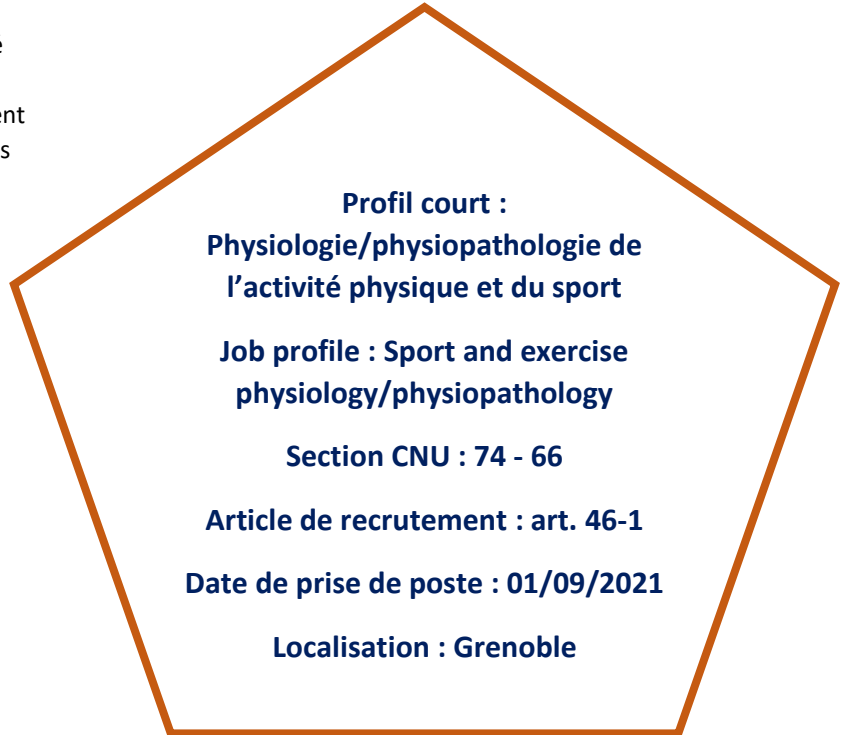 ent
s
Profil court :
Physiologie/physiopathologie de
l’activité physique et du sport
Job profile : Sport and exercise
physiology/physiopathology
Section CNU : 74 - 66
Article de recrutement : art. 46-1
Date de prise de poste : 01/09/2021
Localisation : Grenoble